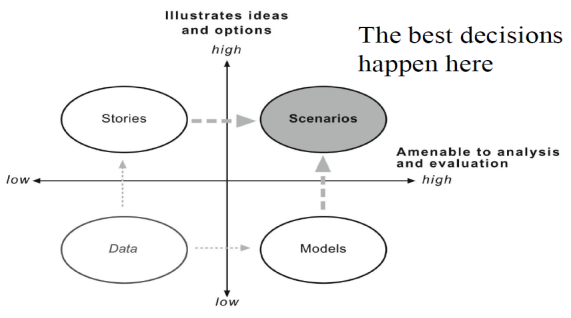 Illustrates ideas
and options
high
The best decisions
happen here
Stories
Scenarios
Amenable to analysis
and evaluation
low
high
Data
Models
low